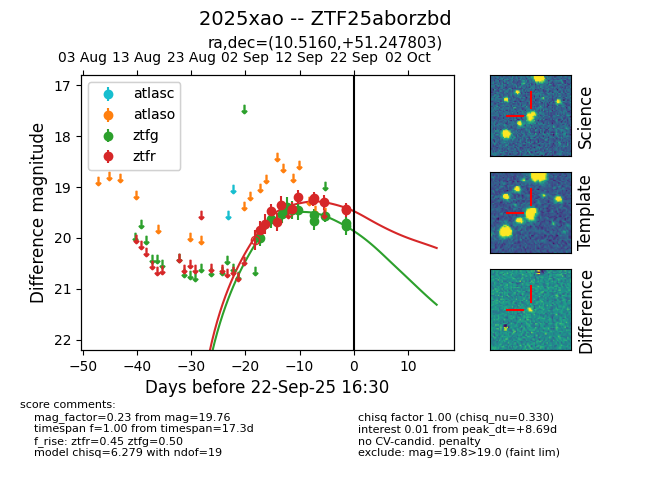 2025xao -- ZTF25aborzbd
ra,dec=(10.5160,+51.247803)
03 Aug 13 Aug 23 Aug 02 Sep 12 Sep 22 Sep 02 Oct
17
18
19
20
21
22
Difference magnitude
atlasc
atlaso
ztfg
ztfr
−50 −40 −30 −20 −10 0 10
Days before 22-Sep-25 16:30
Science
Template
Difference
score comments:
mag_factor=0.23 from mag=19.76
timespan f=1.00 from timespan=17.3d
f_rise: ztfr=0.45 ztfg=0.50
model chisq=6.279 with ndof=19
chisq factor 1.00 (chisq_nu=0.330)
interest 0.01 from peak_dt=+8.69d
no CV-candid. penalty
exclude: mag=19.8>19.0 (faint lim)